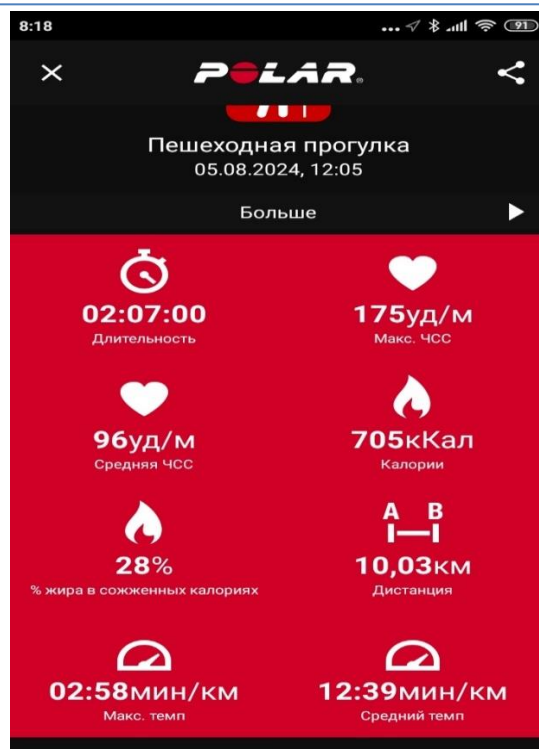 8:18
91
POLAR
Пешеходная прогулка
05.08.2024, 12:05
Больше
02:07:00
Длительность
175уд/м
Макс. ЧСС
96уд/м
Средняя ЧСС
705кКал
Калории
28%
% жира в сожженных калориях
A B
10,03км
Дистанция
02:58мин/км
Макс. темп
12:39мин/км
Средний темп